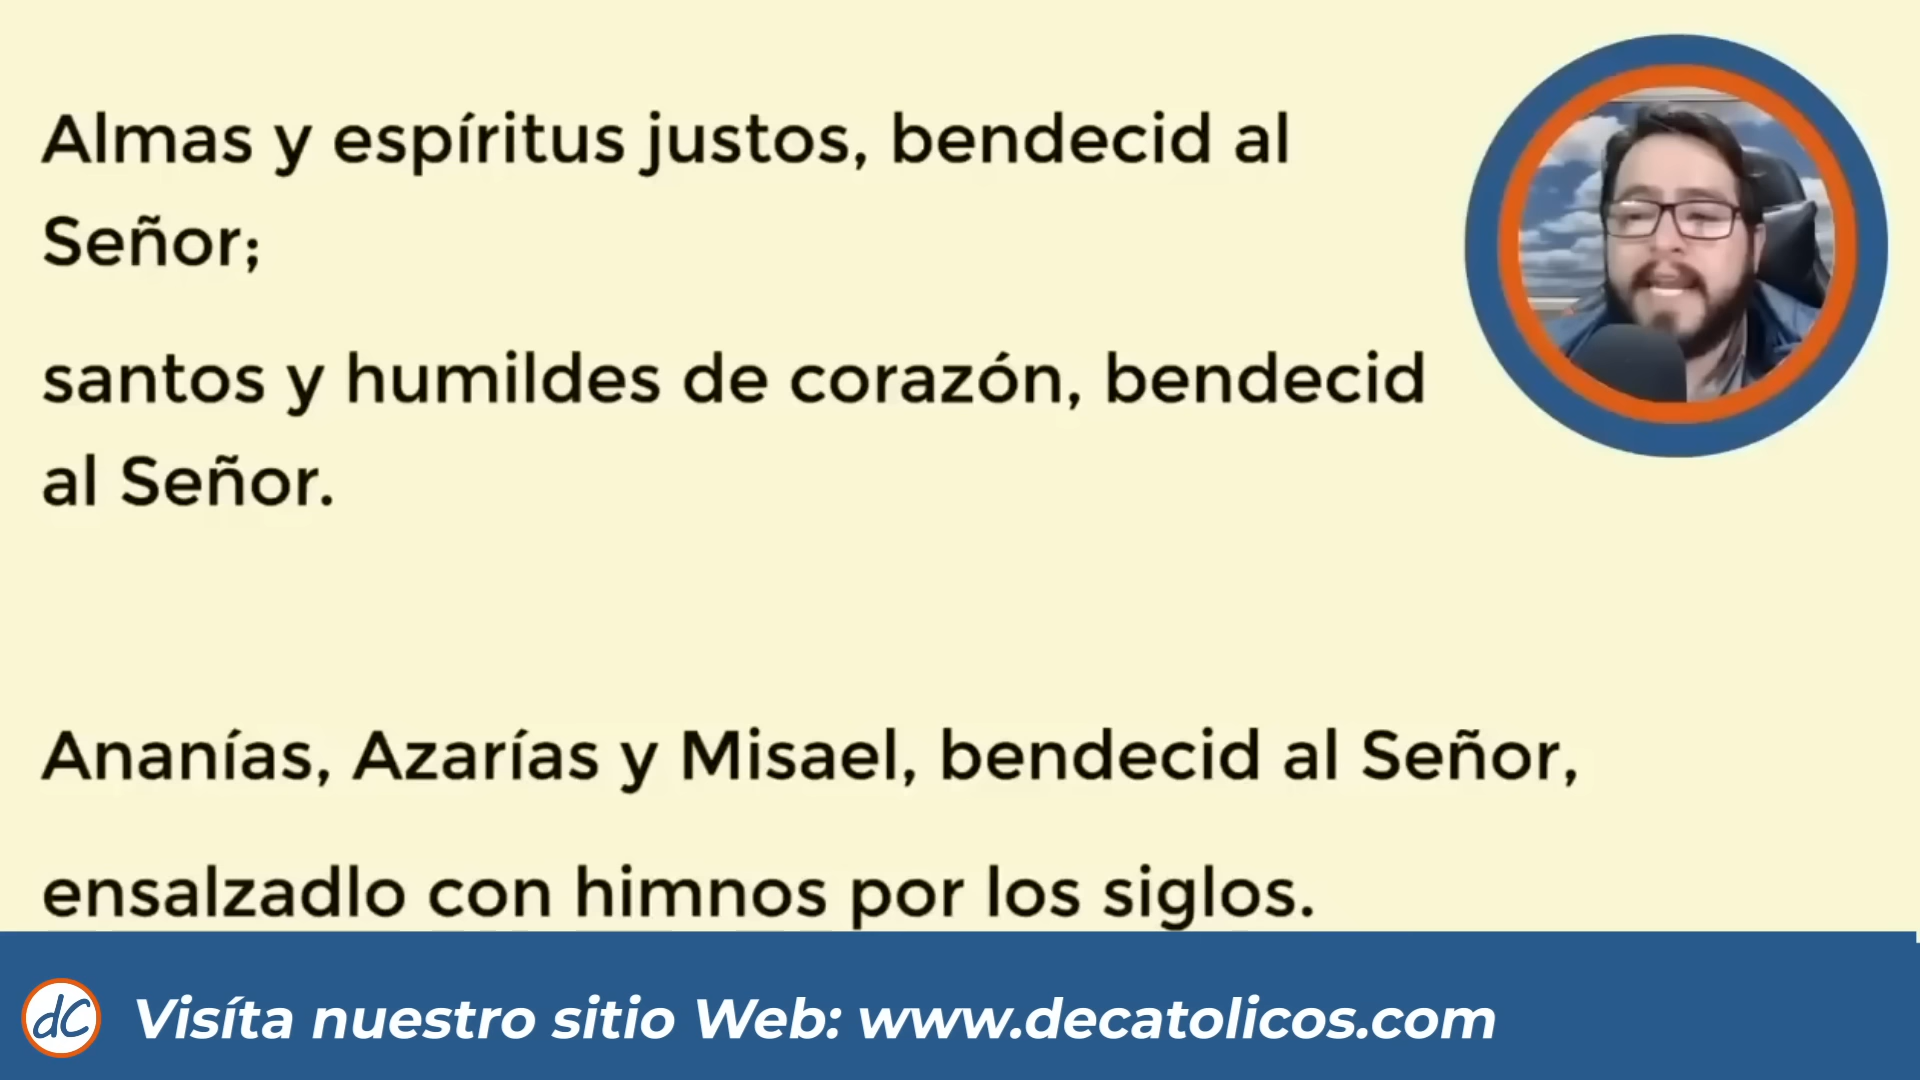 Almas y espíritus justos, bendecid al
Señor;
santos y humildes de corazón, bendecid
al Señor.
Ananías, Azarías y Misael, bendecid al Señor,
ensalzadlo con himnos por los siglos.
dC Visíta nuestro sitio Web: www.decatolicos.com